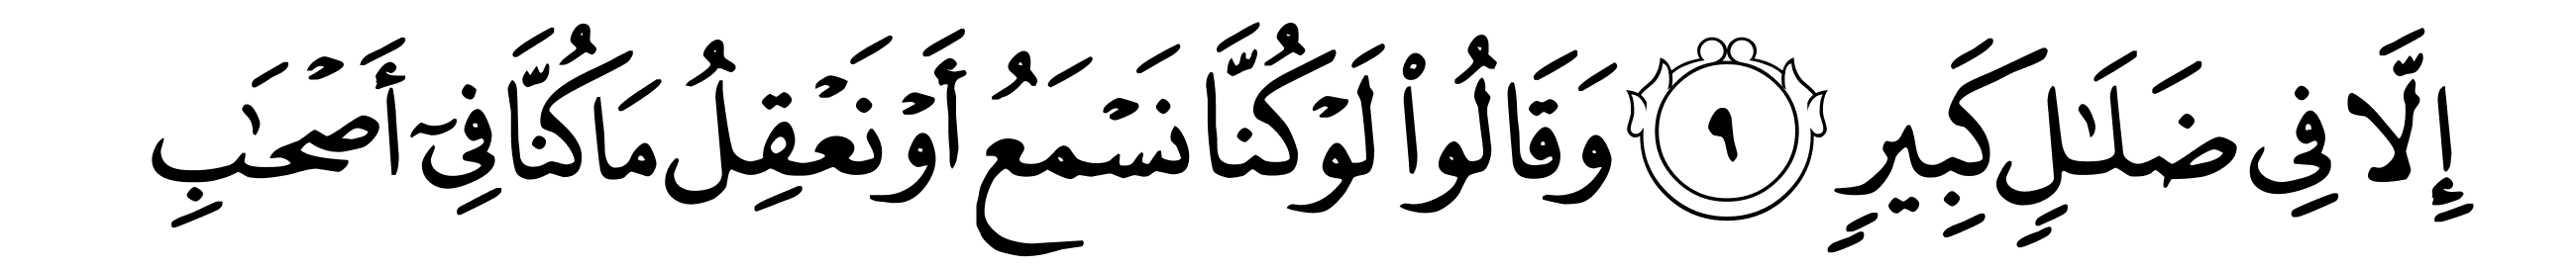 إِلَّا فِى ضَلَٰلٍ كَبِيرٍ ٩ وَقَالُوا۟ لَوْ كُنَّا نَسْمَعُ أَوْ نَعْقِلُ مَا كُنَّا فِىٓ أَصْحَٰبِ